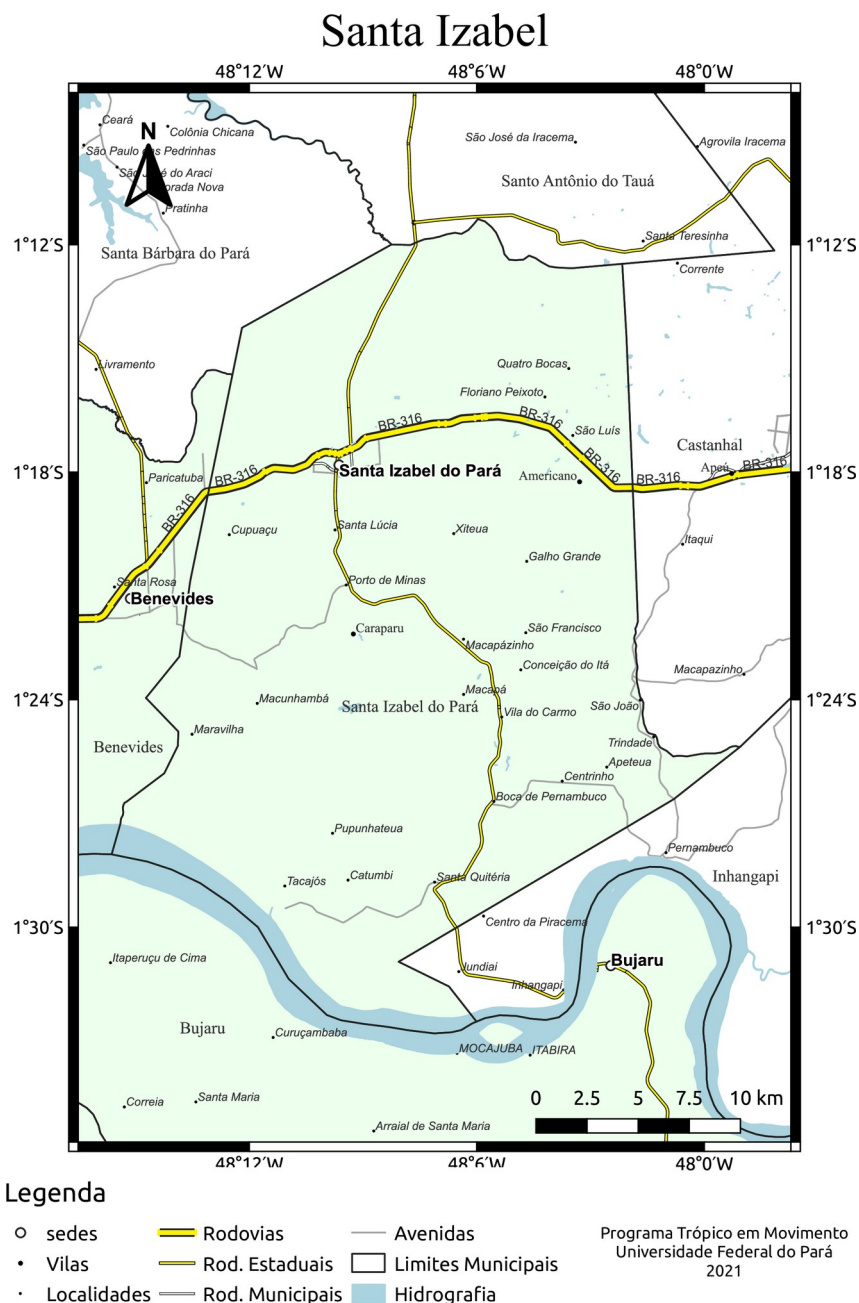 Santa Izabel
48°12'W
48°6'W
48°0'W
Ceará
Colônia Chicana
N
São José da Iracema
Agrovila Iracema
São Paulo das Pedrinhas
São José do Araci
Morada Nova
Santo Antônio do Tauá
Pratinha
Santa Teresinha
1°12'S
1°12'S
Santa Bárbara do Pará
Corrente
Livramento
Quatro Bocas
Floriano Peixoto
BR-316
BR-316
São Luís
Castanhal
BR-316
Santa Izabel do Pará
Apeú
BR-316
1°18'S
1°18'S
Paricatuba
BR-316
Americano
BR-316
BR-316
Cupuaçu
Santa Lúcia
Xiteua
Itaqui
Galho Grande
Santa Rosa
Porto de Minas
Benevides
Caraparu
São Francisco
Macapázinho
Conceição do Itá
Macapazinho
1°24'S
1°24'S
Macunhambá
Macapá
Santa Izabel do Pará
São João
Vila do Carmo
Maravilha
Trindade
Benevides
Apeteua
Centrinho
Boca de Pernambuco
Pupunhateua
Pernambuco
Tacajós
Catumbi
Santa Quitéria
Inhangapi
1°30'S
1°30'S
Centro da Piracema
Itaperuçu de Cima
Jundiai
Bujaru
Inhangapi
Bujaru
Curuçambaba
MOCAJUBA
ITABIRA
0 2.5 5 7.5 10 km
Correia
Santa Maria
Arraial de Santa Maria
48°12'W
48°6'W
48°0'W
Legenda
sedes
Rodovias
Avenidas
Vilas
Rod. Estaduais
Limites Municipais
Localidades
Rod. Municipais
Hidrografia
Programa Trópico em Movimento
Universidade Federal do Pará
2021